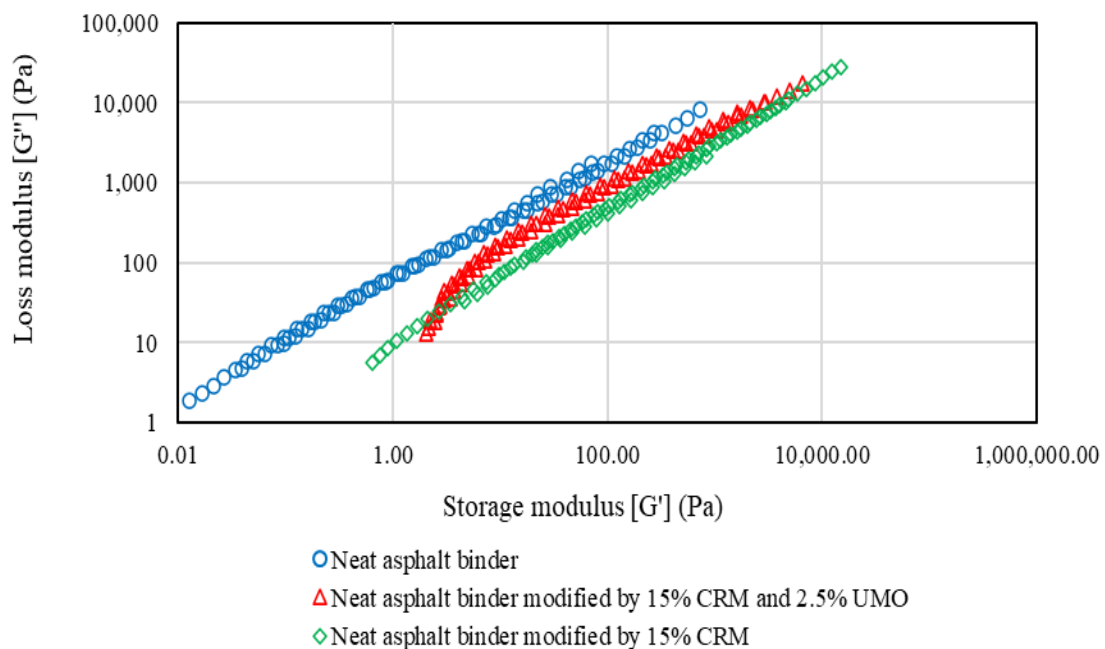 100,000
10,000
1,000
100
10
1
Loss modulus [G"] (Pa)
0.01 1.00 100.00 10,000.00 1,000,000.00
Storage modulus [G'] (Pa)
Neat asphalt binder
Neat asphalt binder modified by 15% CRM and 2.5% UMO
Neat asphalt binder modified by 15% CRM